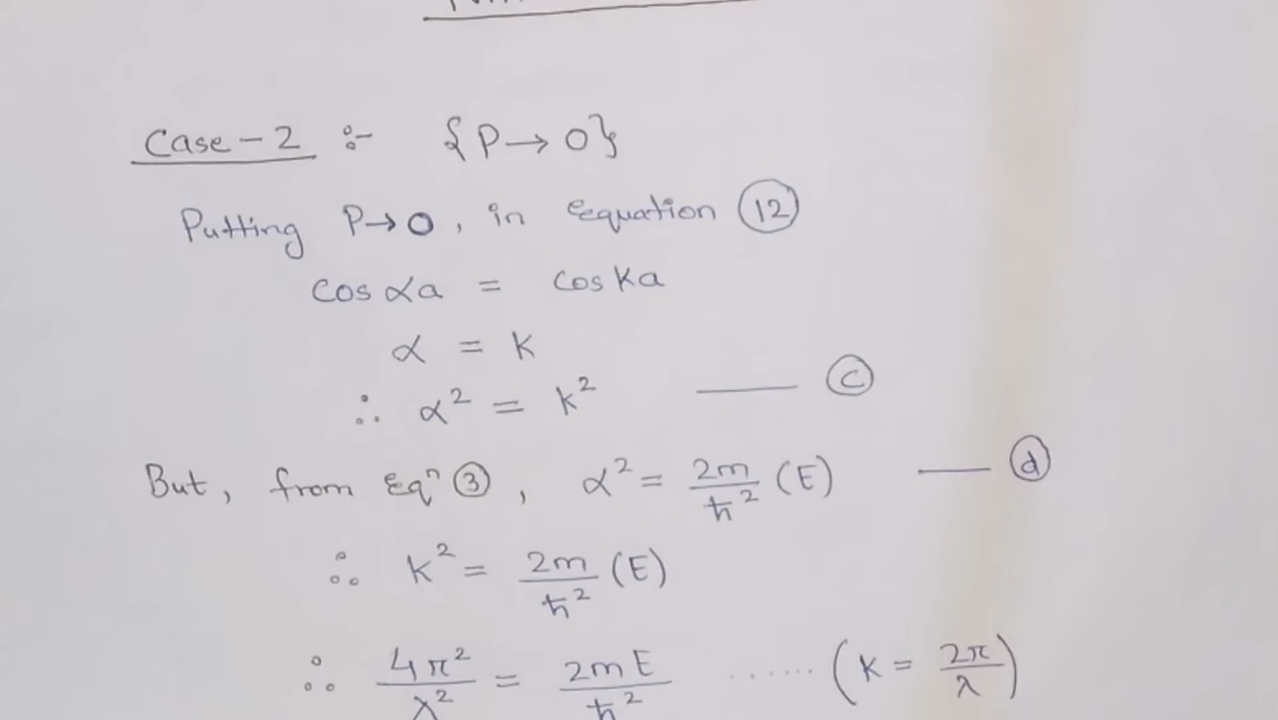 Case - 2 :- {P → 0}
Putting P→0, in equation (12)
cos αa = cos Ka
α = K
∴ α² = k² —— (c)
But, from Eqⁿ (3), α² = 2m/ħ² (E) —— (d)
∴ k² = 2m/ħ² (E)
∴ 4π²/λ² = 2mE/ħ² ...... (k = 2π/λ)